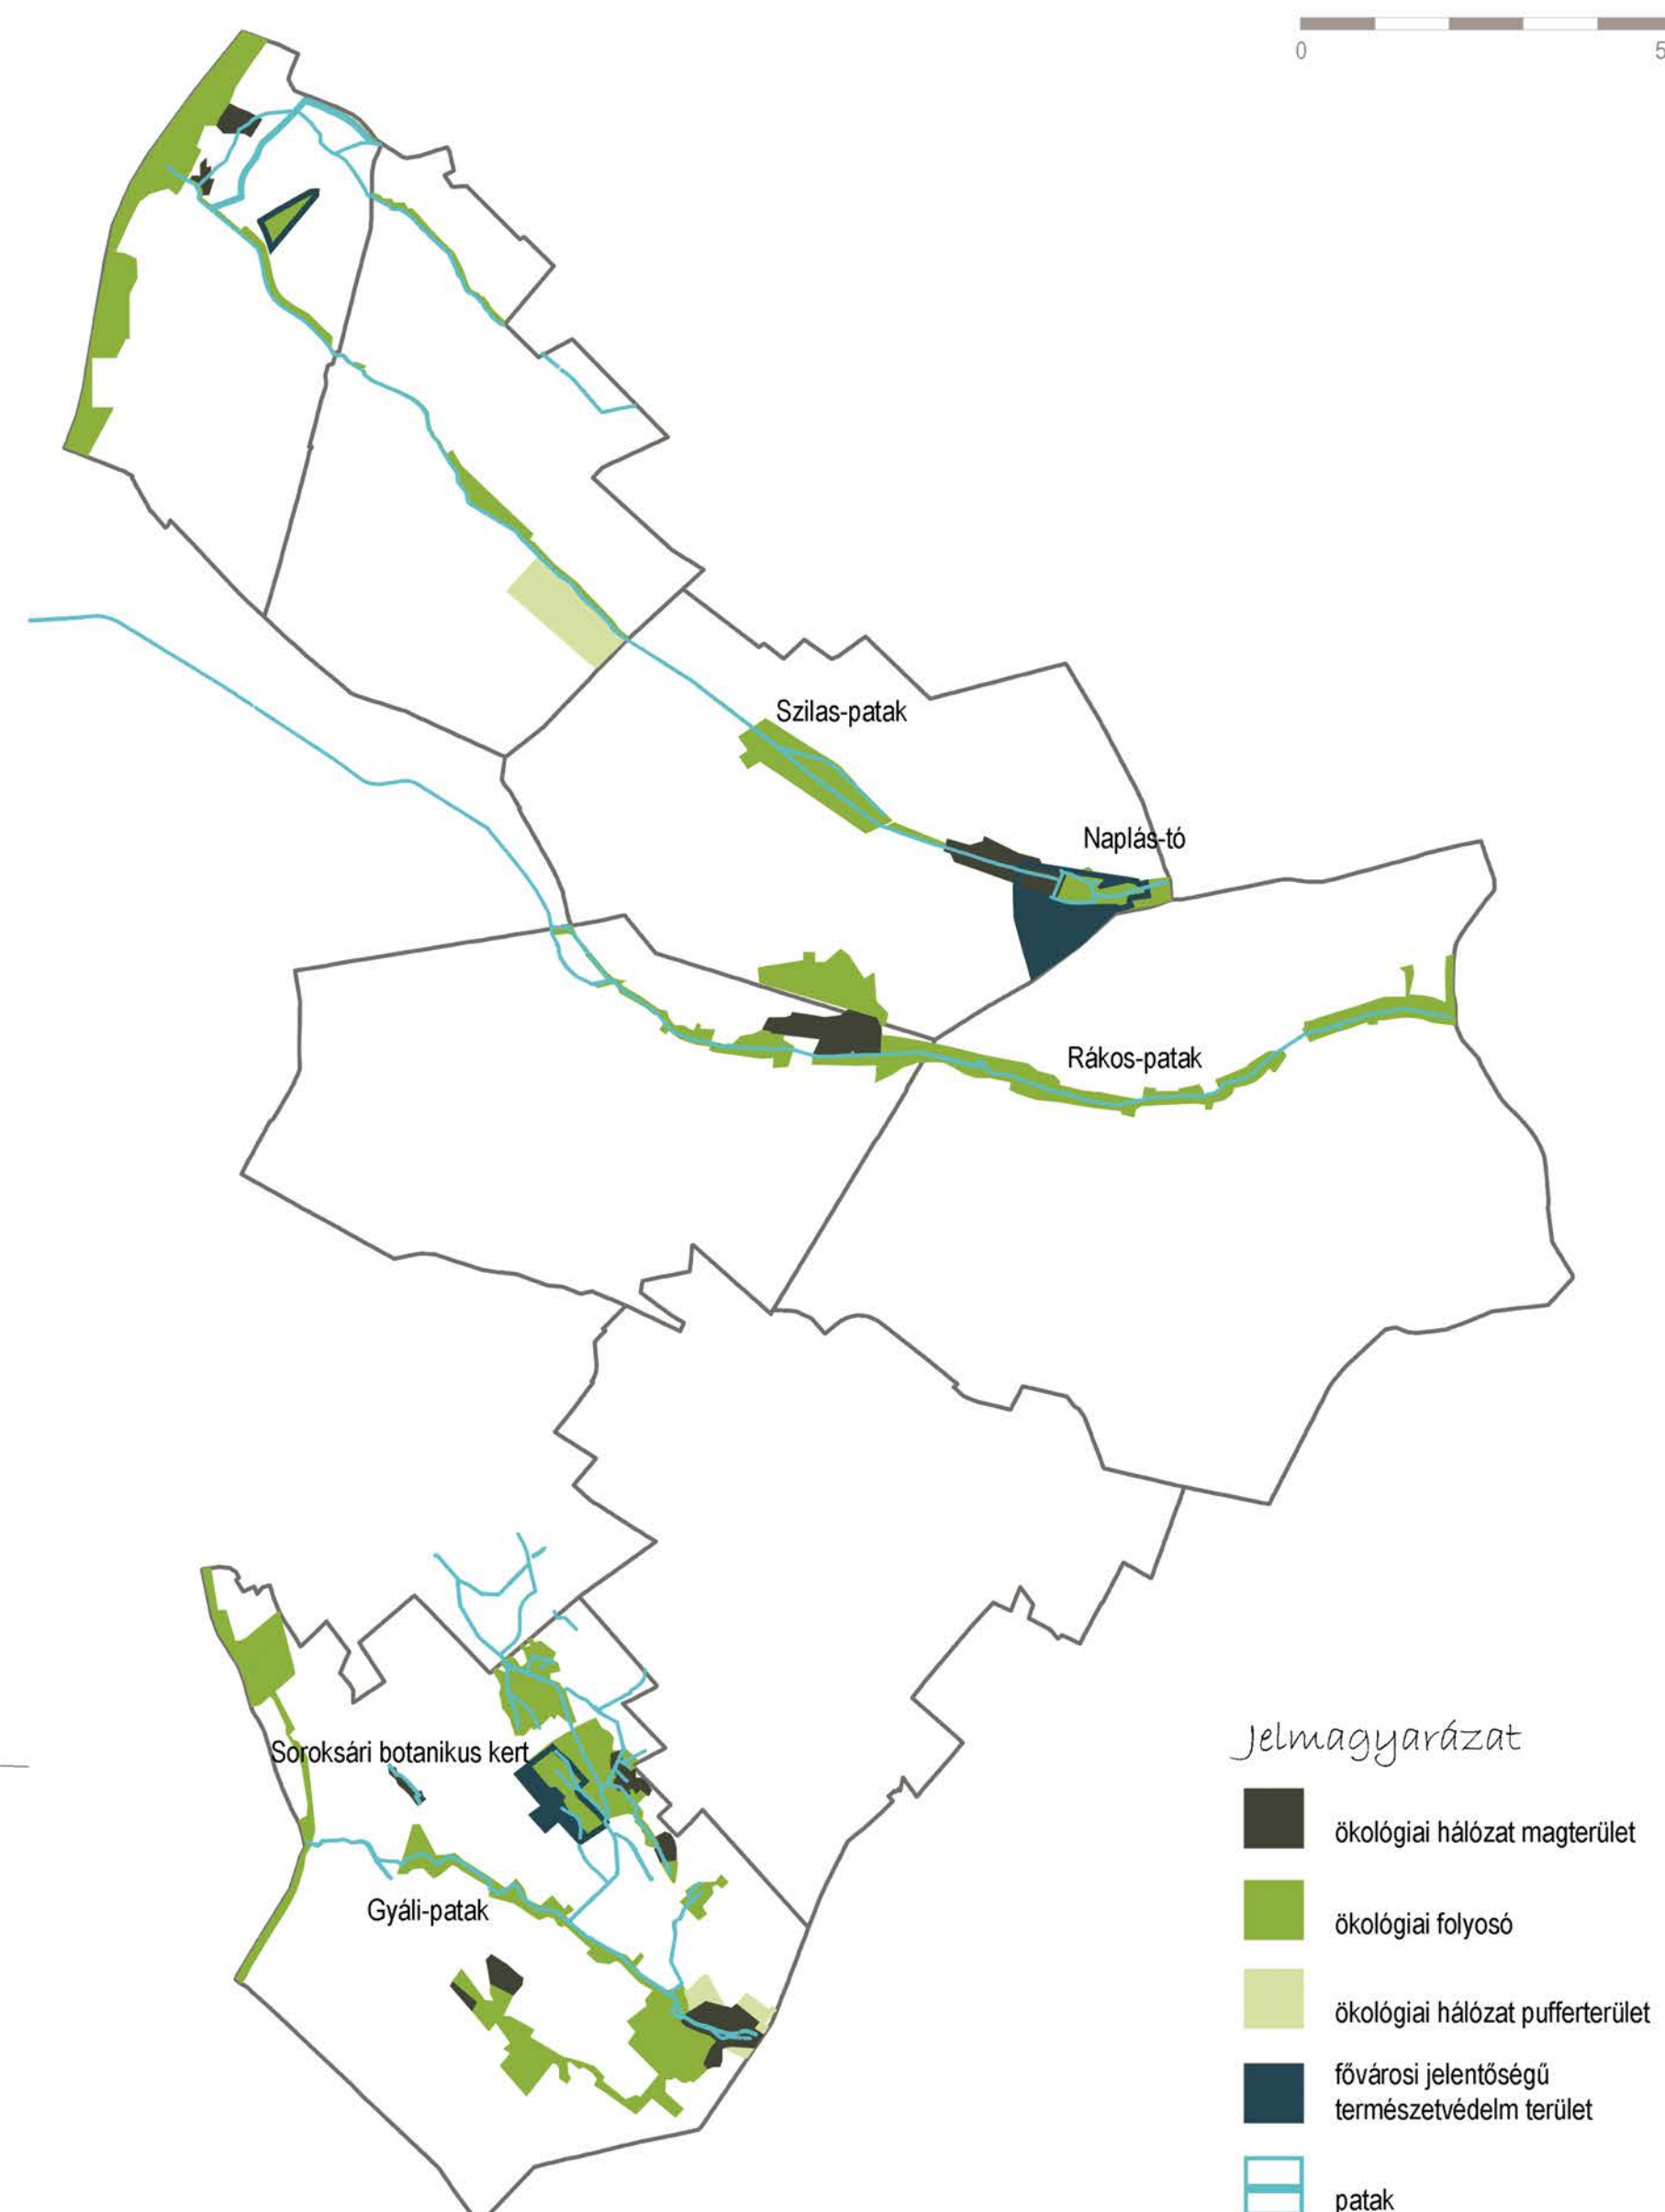 0
5
Szilas-patak
Naplás-tó
Rákos-patak
Soroksári botanikus kert
Gyáli-patak
Jelmagyarázat
ökológiai hálózat magterület
ökológiai folyosó
ökológiai hálózat pufferterület
fővárosi jelentőségű
természetvédelm terület
patak